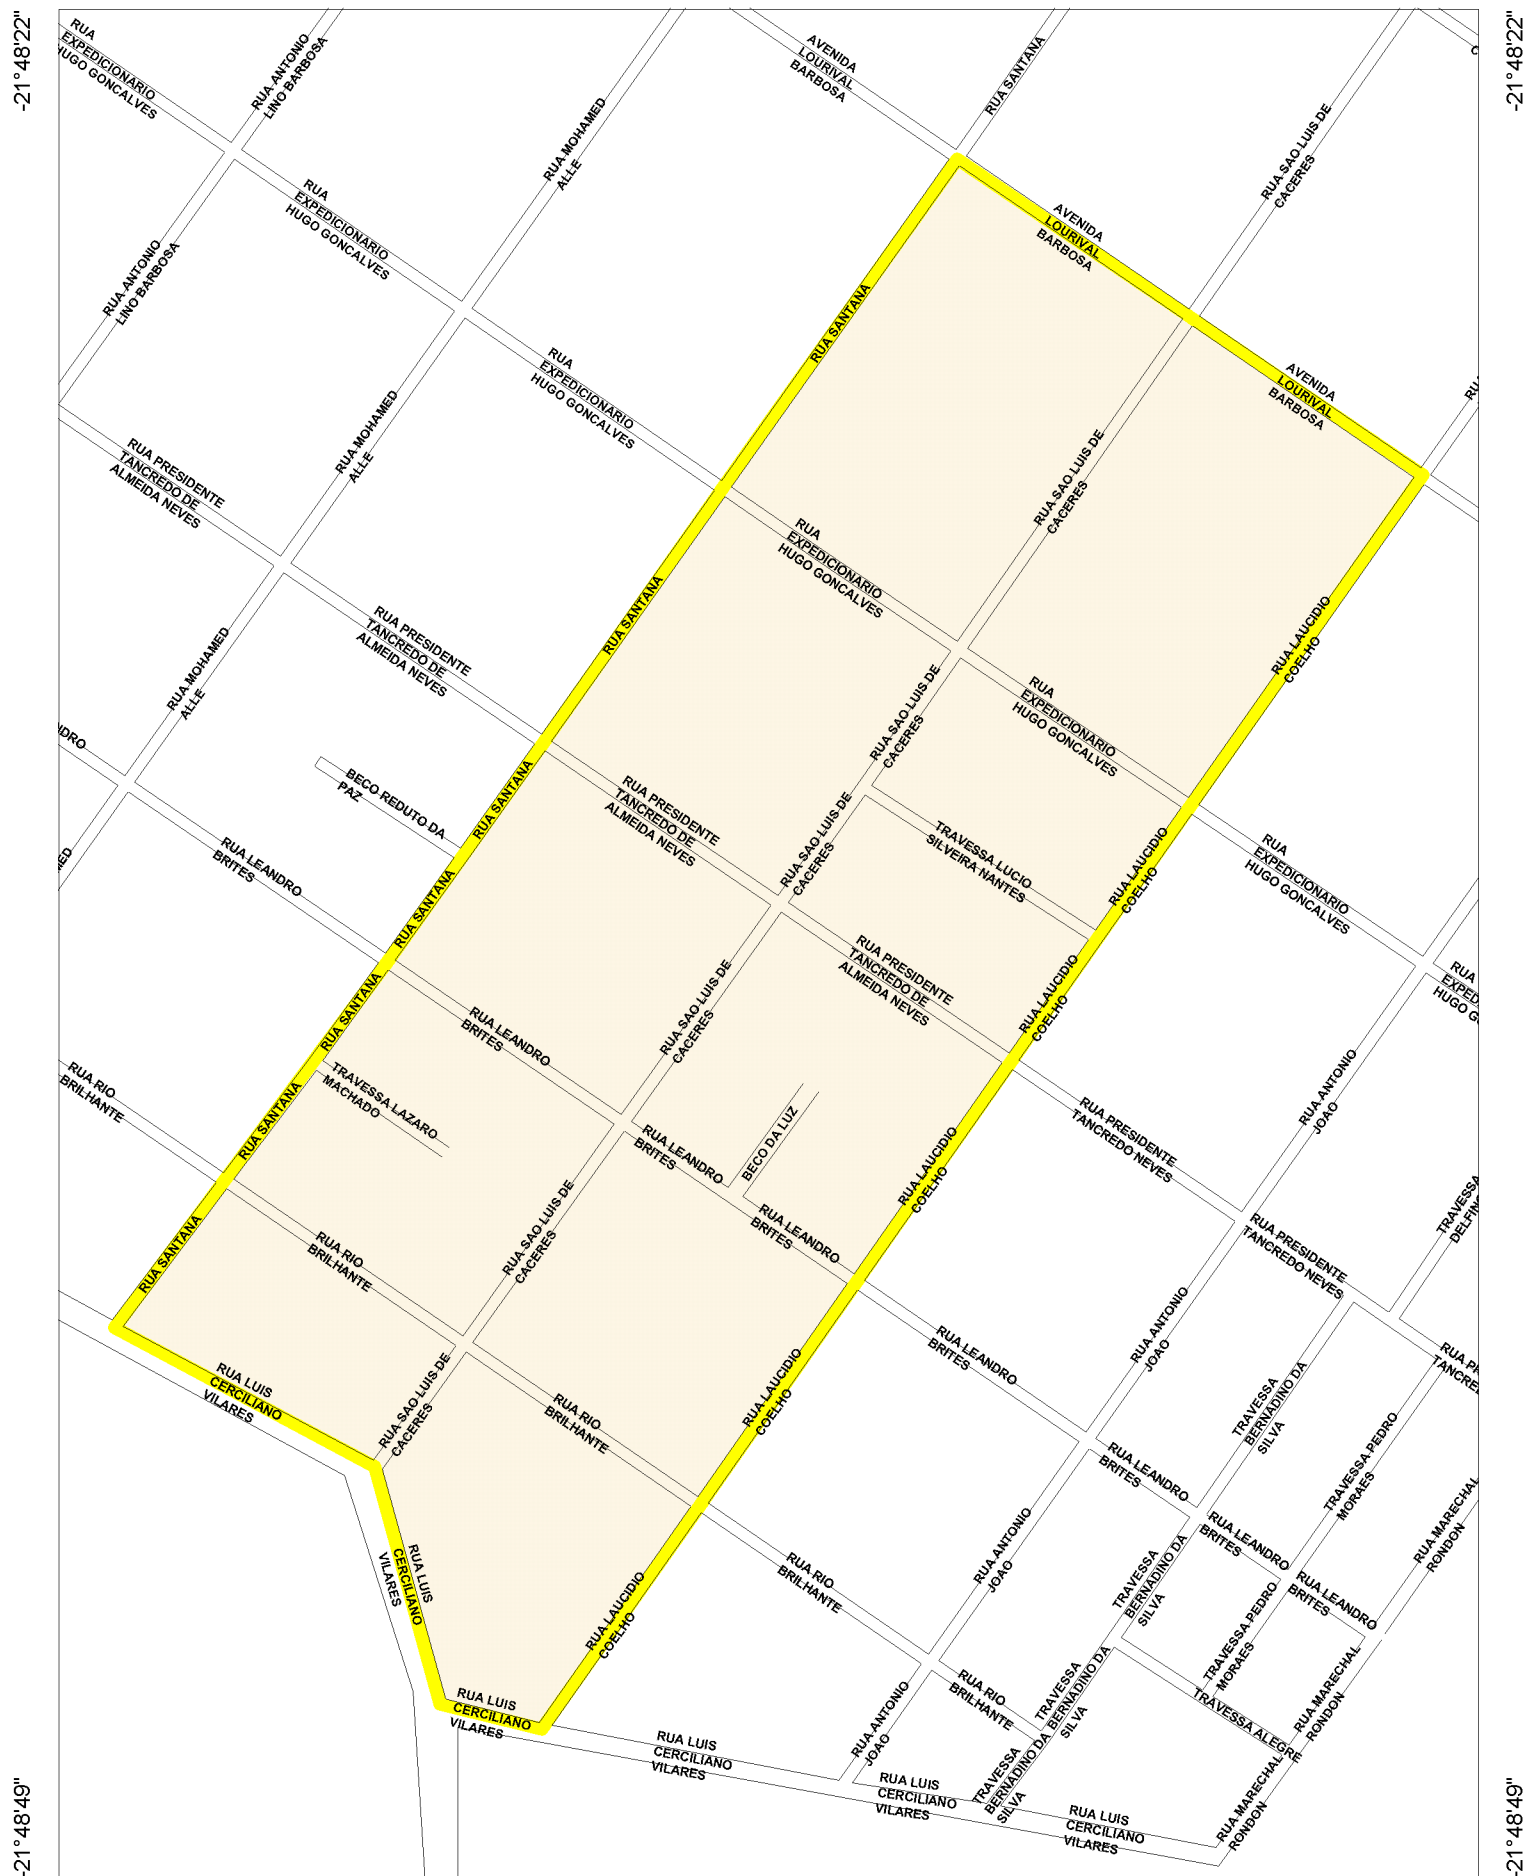 -21°48'22"
-21°48'22"
RUA
EXPEDICIONARIO
HUGO GONCALVES
RUA ANTONIO
LINO BARBOSA
AVENIDA
LOURIVAL
BARBOSA
RUA SANTANA
RUA MOHAMED
ALLE
RUA SAO LUIS DE
CACERES
RUA
EXPEDICIONARIO
HUGO GONCALVES
AVENIDA
LOURIVAL
BARBOSA
RUA ANTONIO
LINO BARBOSA
RUA SANTANA
RUA
EXPEDICIONARIO
HUGO GONCALVES
AVENIDA
LOURIVAL
BARBOSA
RUA MOHAMED
ALLE
RUA SAO LUIS DE
CACERES
RUA PRESIDENTE
TANCREDO DE
ALMEIDA NEVES
RUA
EXPEDICIONARIO
HUGO GONCALVES
RUA SANTANA
RUA LAUCIDIO
COELHO
RUA PRESIDENTE
TANCREDO DE
ALMEIDA NEVES
RUA MOHAMED
ALLE
RUA SAO LUIS DE
CACERES
RUA
EXPEDICIONARIO
HUGO GONCALVES
NDRO
BECO REDUTO DA
PAZ
RUA SANTANA
RUA PRESIDENTE
TANCREDO DE
ALMEIDA NEVES
RUA SAO LUIS DE
CACERES
TRAVESSA LUCIO
SILVEIRA NANTES
RUA LAUCIDIO
COELHO
RUA
EXPEDICIONARIO
HUGO GONCALVES
MED
RUA LEANDRO
BRITES
RUA SANTANA
RUA PRESIDENTE
TANCREDO DE
ALMEIDA NEVES
RUA LAUCIDIO
COELHO
RUA
EXPED
HUGO G
RUA SANTANA
RUA SAO LUIS DE
CACERES
RUA LEANDRO
BRITES
RUA RIO
BRILHANTE
TRAVESSA LAZARO
MACHADO
RUA SANTANA
RUA ANTONIO
JOAO
RUA PRESIDENTE
TANCREDO NEVES
BECO DA LUZ
RUA LEANDRO
BRITES
RUA LAUCIDIO
COELHO
TRAVESSA
DELFIN
RUA SAO LUIS DE
CACERES
RUA LEANDRO
BRITES
RUA SANTANA
RUA RIO
BRILHANTE
RUA PRESIDENTE
TANCREDO NEVES
RUA ANTONIO
JOAO
RUA LEANDRO
BRITES
RUA LUIS
CERCILIANO
VILARES
RUA SAO LUIS DE
CACERES
RUA LAUCIDIO
COELHO
RUA RIO
BRILHANTE
TRAVESSA
BERNADINO DA
SILVA
RUA PR
TANCRE
TRAVESSA PEDRO
MORAES
RUA LEANDRO
BRITES
RUA MARECHAL
RONDON
RUA LUIS
CERCILIANO
VILARES
RUA ANTONIO
JOAO
RUA RIO
BRILHANTE
RUA LEANDRO
BRITES
RUA LEANDRO
BRITES
TRAVESSA
BERNADINO DA
SILVA
TRAVESSA PEDRO
MORAES
RUA LAUCIDIO
COELHO
RUA LUIS
CERCILIANO
VILARES
RUA LUIS
CERCILIANO
VILARES
RUA ANTONIO
JOAO
RUA RIO
BRILHANTE
TRAVESSA
BERNADINO DA
SILVA
TRAVESSA ALEGRE
RUA MARECHAL
RONDON
RUA LUIS
CERCILIANO
VILARES
TRAVESSA
BERNADINO DA
SILVA
RUA LUIS
CERCILIANO
VILARES
RUA MARECHAL
RONDON
-21°48'49"
-21°48'49"